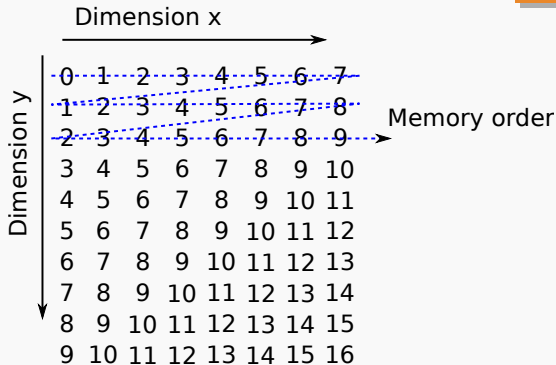 Dimension x
Dimension y
0 1 2 3 4 5 6 7
1 2 3 4 5 6 7 8
Memory order
2 3 4 5 6 7 8 9
3 4 5 6 7 8 9 10
4 5 6 7 8 9 10 11
5 6 7 8 9 10 11 12
6 7 8 9 10 11 12 13
7 8 9 10 11 12 13 14
8 9 10 11 12 13 14 15
9 10 11 12 13 14 15 16